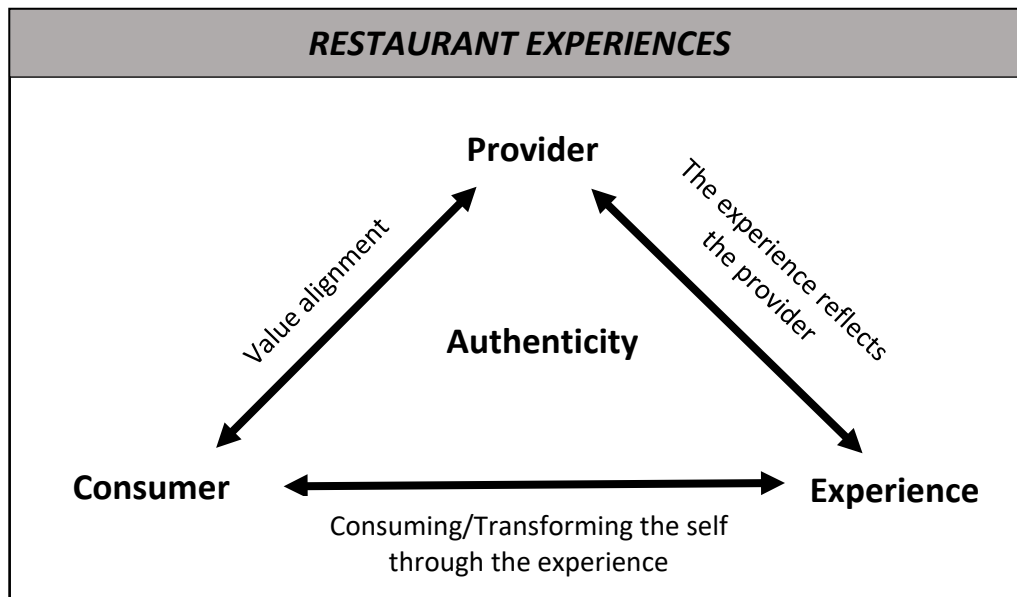 RESTAURANT EXPERIENCES
Provider
Value alignment
The experience reflects
the provider
Authenticity
Consumer
Experience
Consuming/Transforming the self
through the experience